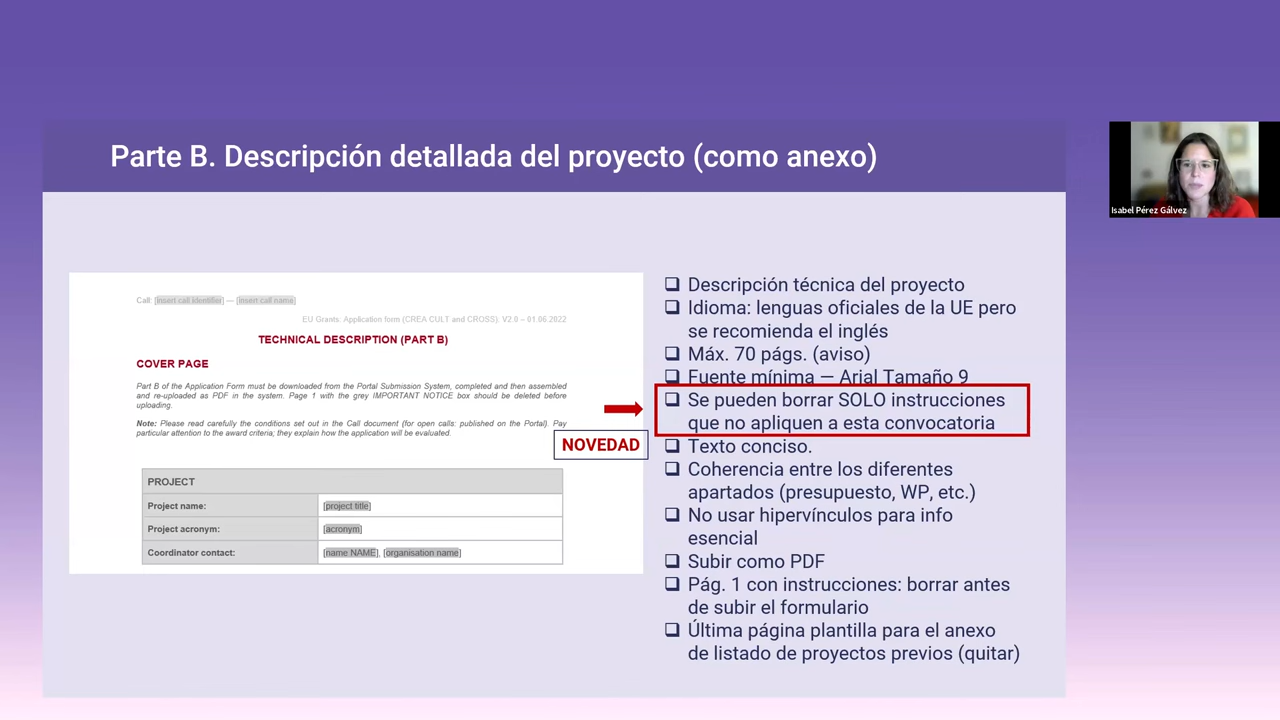 Parte B. Descripción detallada del proyecto (como anexo)
Isabel Pérez Gálvez
Call: [insert call identifier] — [insert call name]
EU Grants: Application form (CREA CULT and CROSS). V2.0 – 01.06.2022
TECHNICAL DESCRIPTION (PART B)
COVER PAGE
Part B of the Application Form must be downloaded from the Portal Submission System, completed and then assembled
and re-uploaded as PDF in the system. Page 1 with the grey IMPORTANT NOTICE box should be deleted before
uploading.
Note: Please read carefully the conditions set out in the Call document (for open calls: published on the Portal). Pay
particular attention to the award criteria; they explain how the application will be evaluated.
NOVEDAD
PROJECT
Project name: [project title]
Project acronym: [acronym]
Coordinator contact: [name NAME], [organisation name]
Descripción técnica del proyecto
Idioma: lenguas oficiales de la UE pero
se recomienda el inglés
Máx. 70 págs. (aviso)
Fuente mínima — Arial Tamaño 9
Se pueden borrar SOLO instrucciones
que no apliquen a esta convocatoria
Texto conciso.
Coherencia entre los diferentes
apartados (presupuesto, WP, etc.)
No usar hipervínculos para info
esencial
Subir como PDF
Pág. 1 con instrucciones: borrar antes
de subir el formulario
Última página plantilla para el anexo
de listado de proyectos previos (quitar)